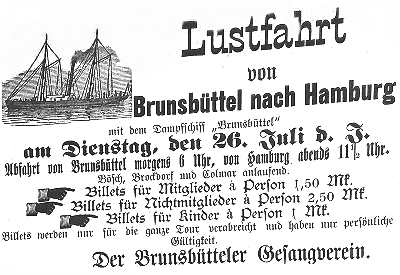 Lustfahrt
von
Brunsbüttel nach Hamburg
mit dem Dampfschiff „Brunsbüttel“
am Dienstag, den 26. Juli d. J.
Abfahrt von Brunsbüttel morgens 6 Uhr, von Hamburg abends 11½ Uhr.
Bösch, Brockdorf und Colmar anlaufend.
Billets für Mitglieder à Person 1,50 Mk.
Billets für Nichtmitglieder à Person 2,50 Mk.
Billets für Kinder à Person 1 Mk.
Billets werden nur für die ganze Tour verabreicht und haben nur persönliche
Gültigkeit.
Der Brunsbütteler Gesangverein.